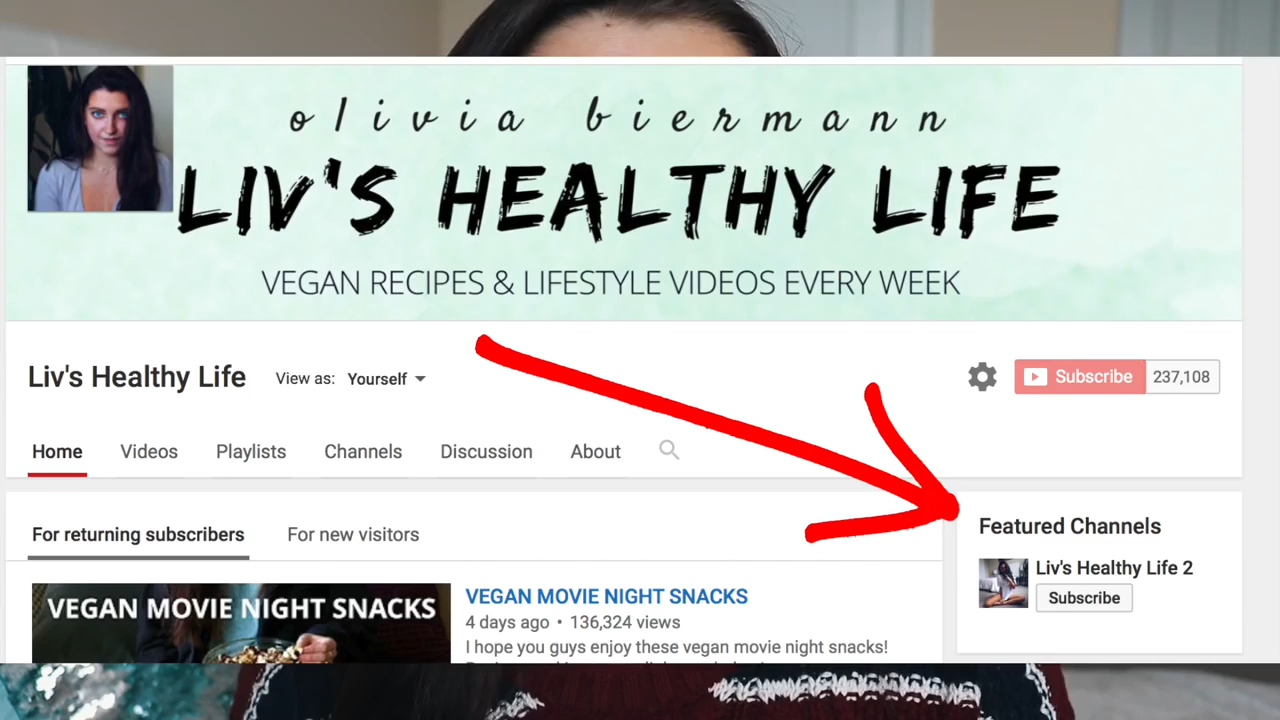 olivia biermann
LIV'S HEALTHY LIFE
VEGAN RECIPES & LIFESTYLE VIDEOS EVERY WEEK
Liv's Healthy Life
View as: Yourself
Subscribe 237,108
Home Videos Playlists Channels Discussion About
For returning subscribers For new visitors
Featured Channels
Liv's Healthy Life 2
Subscribe
VEGAN MOVIE NIGHT SNACKS
VEGAN MOVIE NIGHT SNACKS
4 days ago • 136,324 views
I hope you guys enjoy these vegan movie night snacks!